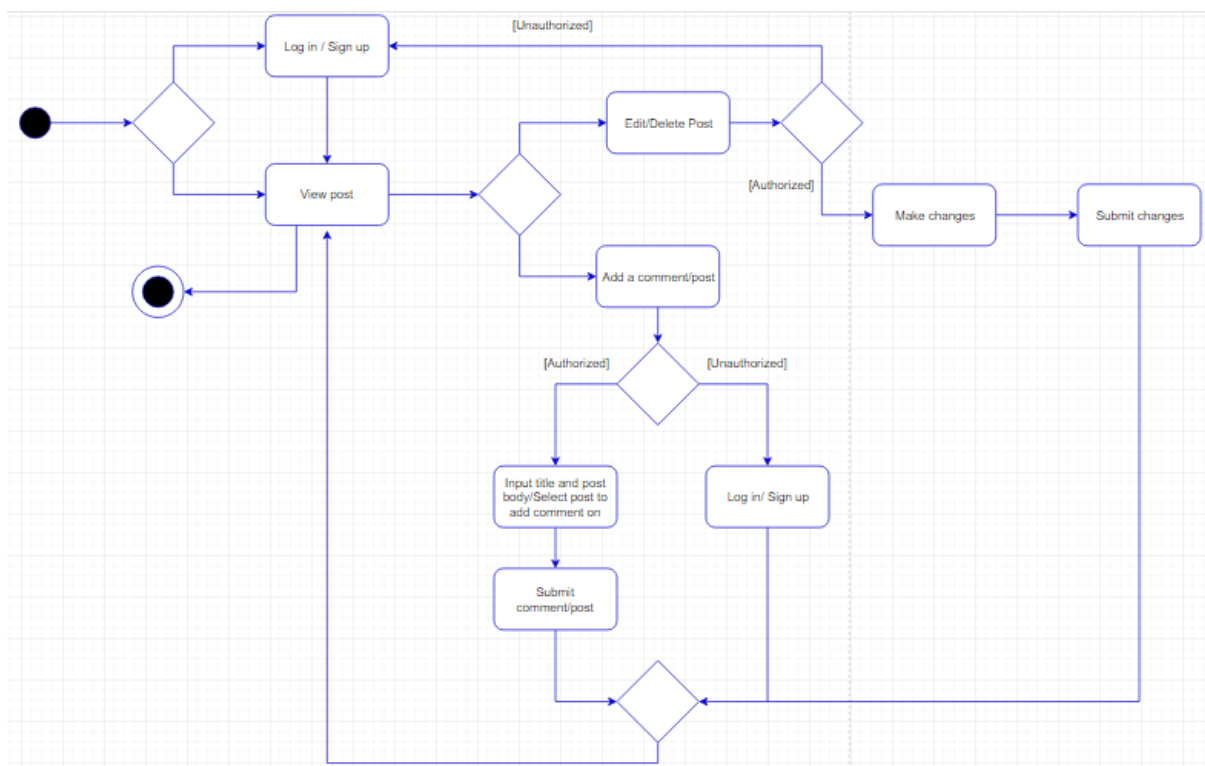 [Unauthorized]
Log in / Sign up
Edit/Delete Post
[Authorized]
View post
Make changes
Submit changes
Add a comment/post
[Authorized]
[Unauthorized]
Input title and post
body/Select post to
add comment on
Log in/ Sign up
Submit
comment/post